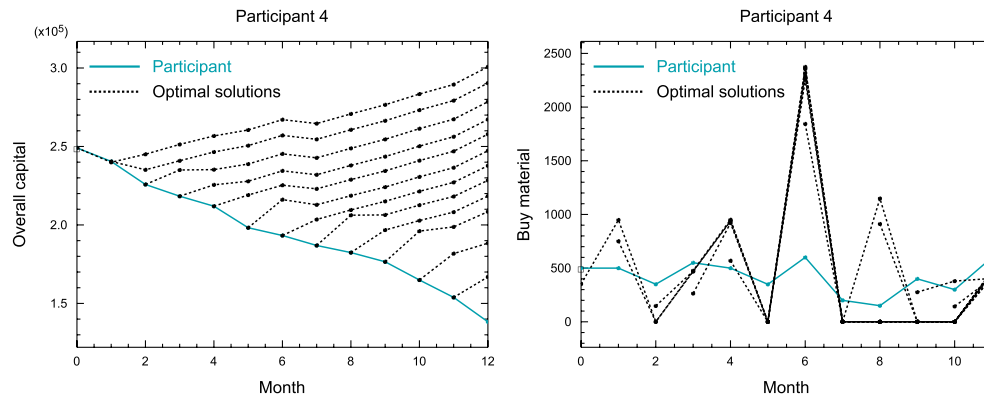 Participant 4
(x10⁵)
3.0
2.5
2.0
1.5
Overall capital
Participant
Optimal solutions
0 2 4 6 8 10 12
Month
Participant 4
2500
2000
1500
1000
500
0
Buy material
Participant
Optimal solutions
0 2 4 6 8 10
Month